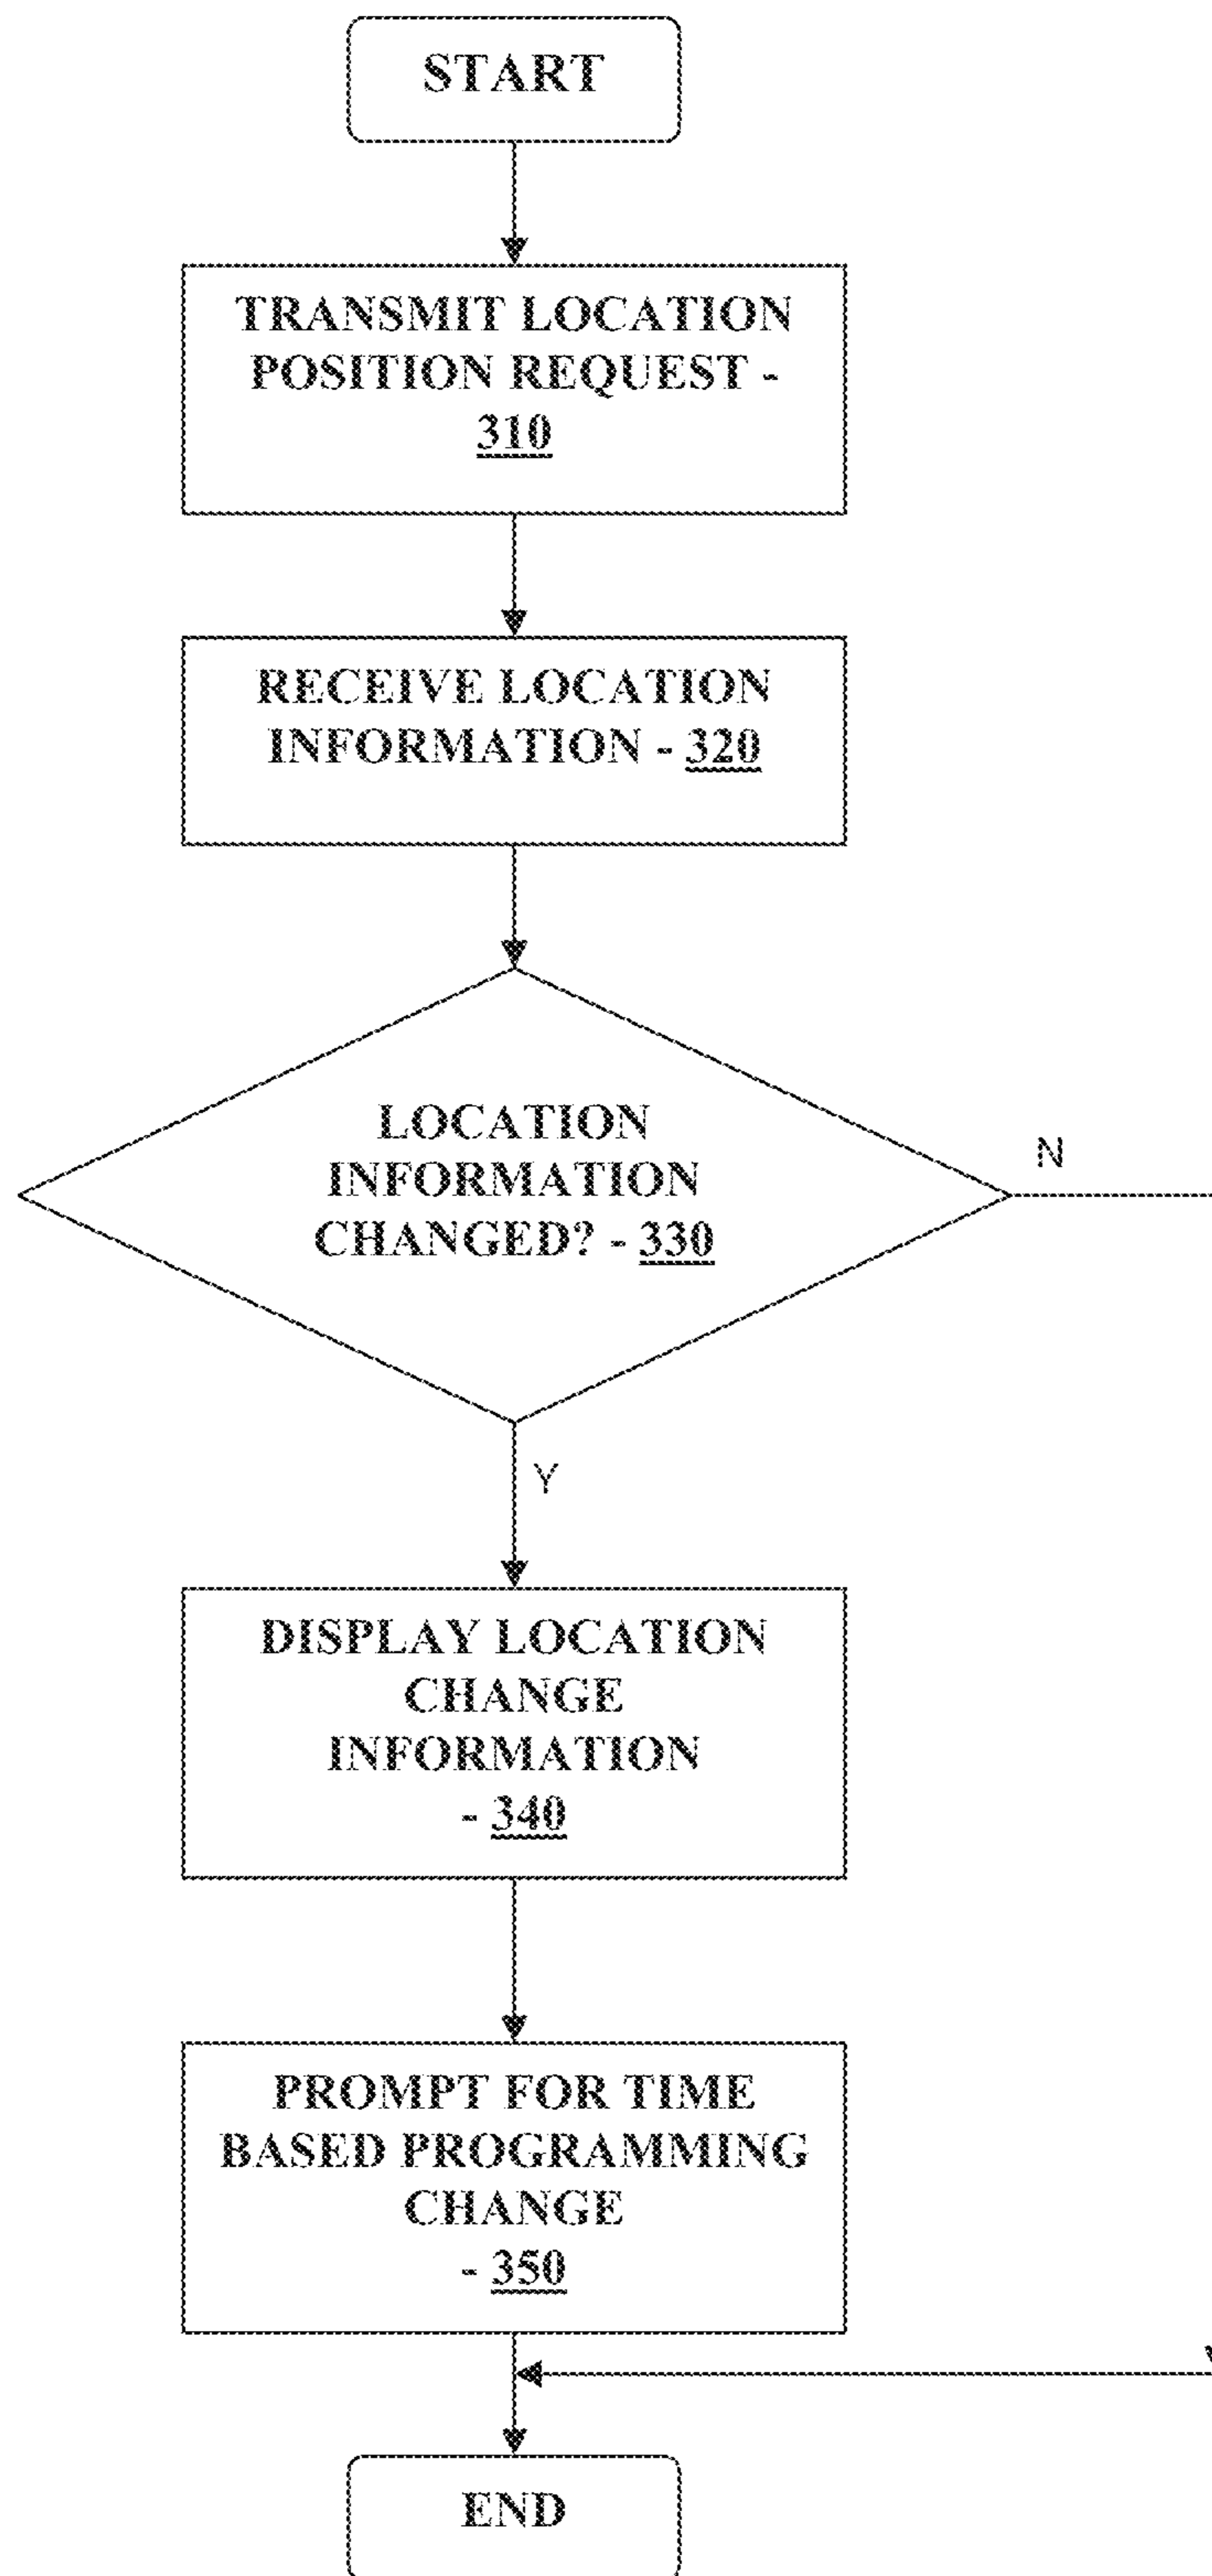 START
TRANSMIT LOCATION
POSITION REQUEST -
310
RECEIVE LOCATION
INFORMATION - 320
LOCATION
INFORMATION
CHANGED? - 330
N
Y
DISPLAY LOCATION
CHANGE
INFORMATION
- 340
PROMPT FOR TIME
BASED PROGRAMMING
CHANGE
- 350
END